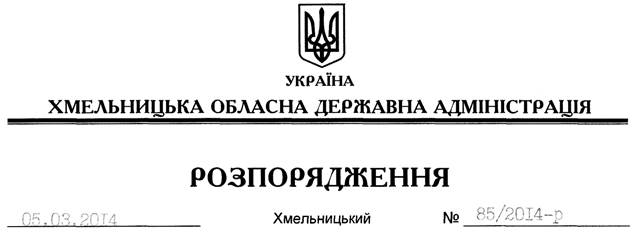 УКРАЇНА
ХМЕЛЬНИЦЬКА ОБЛАСНА ДЕРЖАВНА АДМІНІСТРАЦІЯ
РОЗПОРЯДЖЕННЯ
05.03.2014 Хмельницький № 85/2014-р